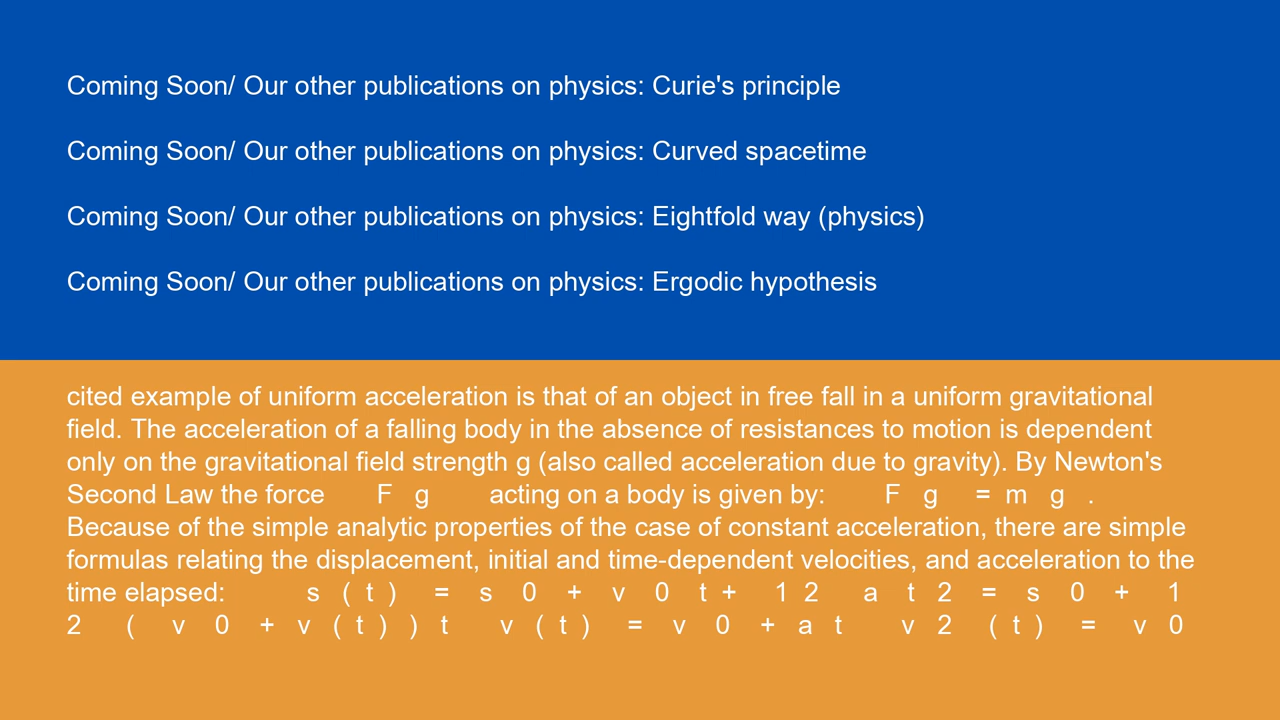 Coming Soon/ Our other publications on physics: Curie's principle
Coming Soon/ Our other publications on physics: Curved spacetime
Coming Soon/ Our other publications on physics: Eightfold way (physics)
Coming Soon/ Our other publications on physics: Ergodic hypothesis
cited example of uniform acceleration is that of an object in free fall in a uniform gravitational
field. The acceleration of a falling body in the absence of resistances to motion is dependent
only on the gravitational field strength g (also called acceleration due to gravity). By Newton's
Second Law the force F g acting on a body is given by: F g = m g .
Because of the simple analytic properties of the case of constant acceleration, there are simple
formulas relating the displacement, initial and time-dependent velocities, and acceleration to the
time elapsed: s ( t ) = s 0 + v 0 t + 1 2 a t 2 = s 0 + 1
2 ( v 0 + v ( t ) ) t v ( t ) = v 0 + a t v 2 ( t ) = v 0